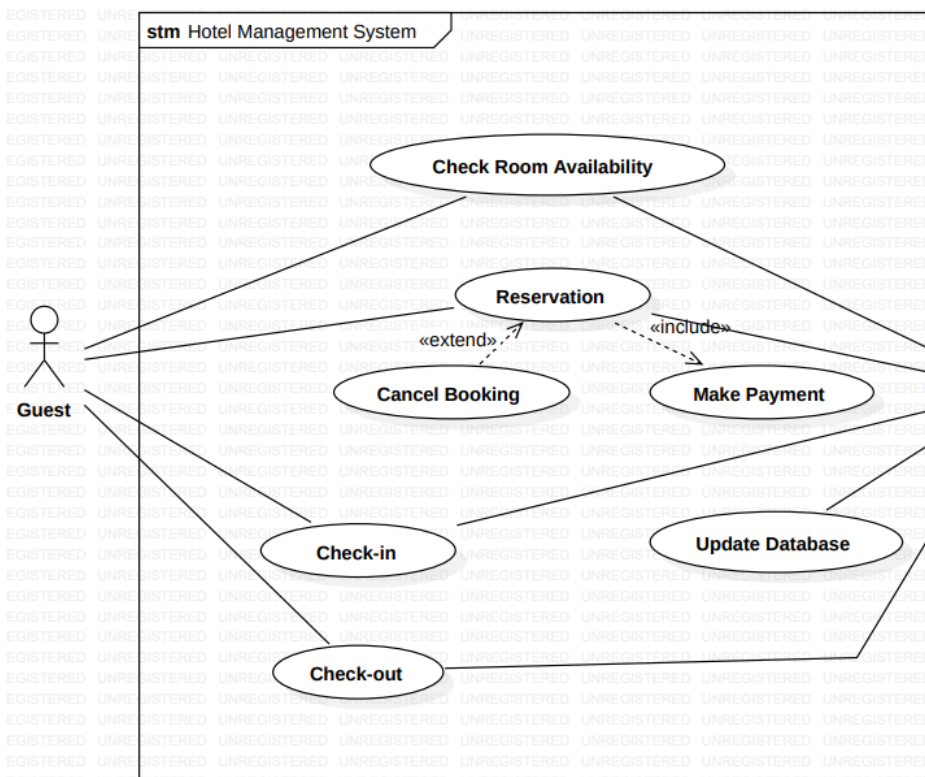 stm Hotel Management System
Check Room Availability
Reservation
«extend»
«include»
Cancel Booking
Make Payment
Guest
Check-in
Update Database
Check-out